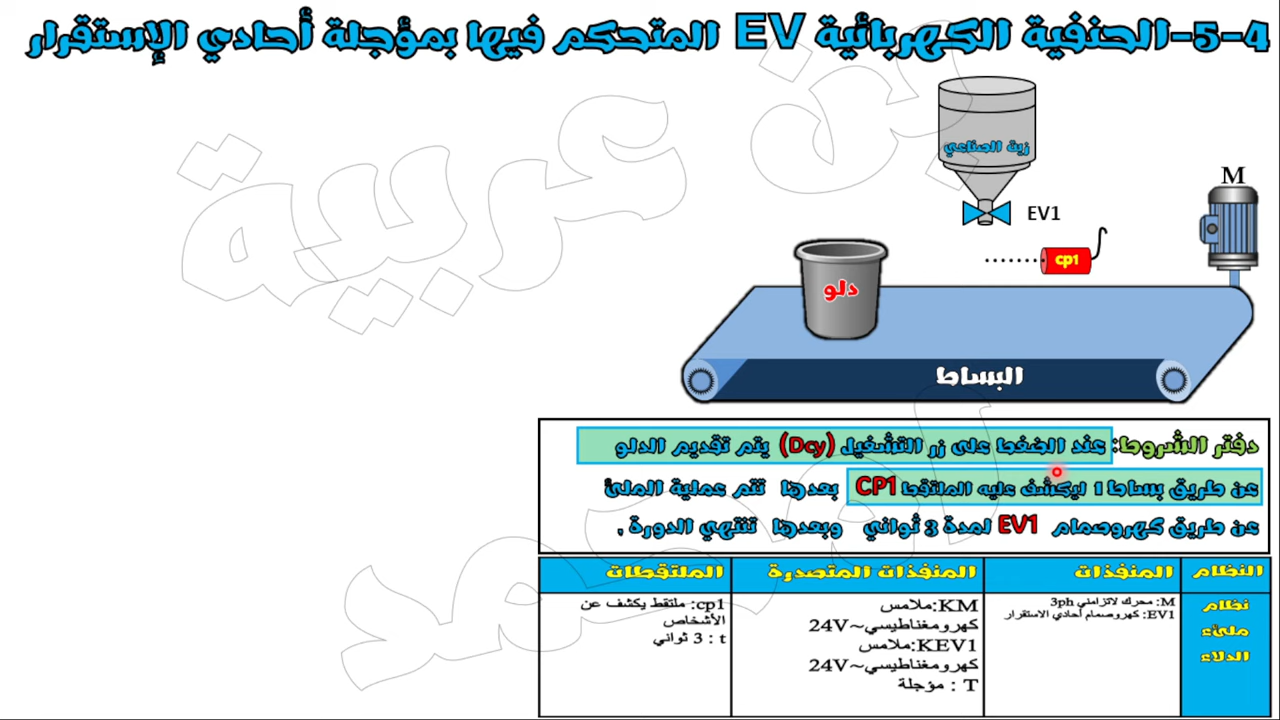 4-5-الحنفية الكهربائية EV المتحكم فيها بمؤجلة أحادي الإستقرار
زيت الصناعي
M
EV1
cp1
دلو
البساط
دفتر الشروط: عند الضغط على زر التشغيل (Dcy) يتم تقديم الدلو
عن طريق بساط 1 ليكشف عليه الملتقط CP1 بعدها تتم عملية الملئ
عن طريق كهروصمام EV1 لمدة 3 ثواني وبعدها تنتهي الدورة .
النظام
المنفذات
المنفذات المتصدرة
الملتقطات
نظام
مليء
الدلاء
M: محرك لاتزامني 3ph
EV1: كهروصمام أحادي الاستقرار
KM:ملامس
كهرومغناطيسي~24V
KEV1:ملامس
كهرومغناطيسي~24V
T : مؤجلة
cp1: ملتقط يكشف عن
الأشخاص
t : 3 ثواني
بن عربية